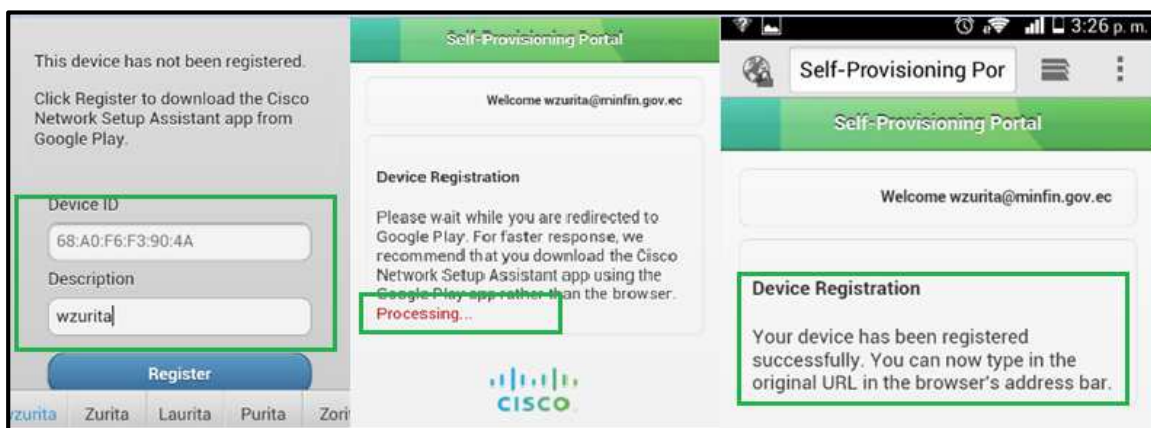 This device has not been registered.
Click Register to download the Cisco
Network Setup Assistant app from
Google Play.
Device ID
68:A0:F6:F3:90:4A
Description
wzurita
Register
wzurita Zurita Laurita Purita Zori
Self-Provisioning Portal
Welcome wzurita@minfin.gov.ec
Device Registration
Please wait while you are redirected to
Google Play. For faster response, we
recommend that you download the Cisco
Network Setup Assistant app using the
Google Play app rather than the browser.
Processing...
CISCO
3:26 p. m.
Self-Provisioning Por
Self-Provisioning Portal
Welcome wzurita@minfin.gov.ec
Device Registration
Your device has been registered
successfully. You can now type in the
original URL in the browser's address bar.